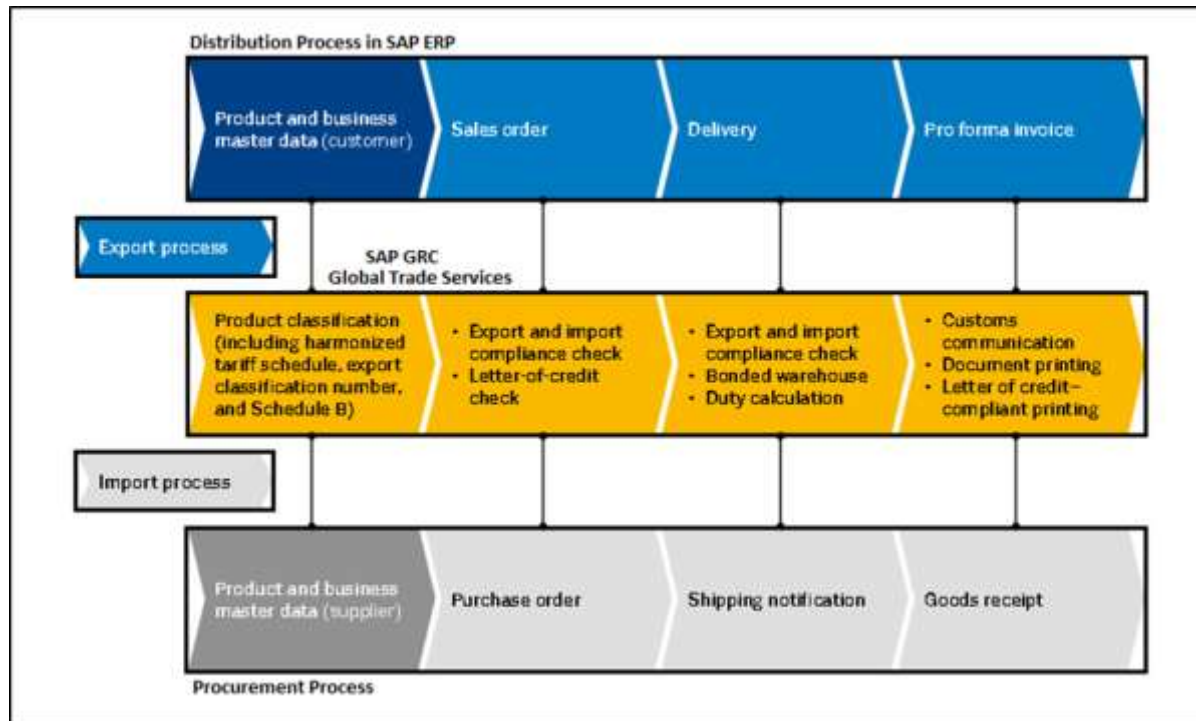 Distribution Process in SAP ERP
Product and business
master data (customer)
Sales order
Delivery
Pro forma invoice
Export process
SAP GRC
Global Trade Services
Product classification
(including harmonized
tariff schedule, export
classification number,
and Schedule B)
• Export and import
compliance check
• Letter-of-credit
check
• Export and import
compliance check
• Bonded warehouse
• Duty calculation
• Customs
communication
• Document printing
• Letter of credit–
compliant printing
Import process
Product and business
master data (supplier)
Purchase order
Shipping notification
Goods receipt
Procurement Process